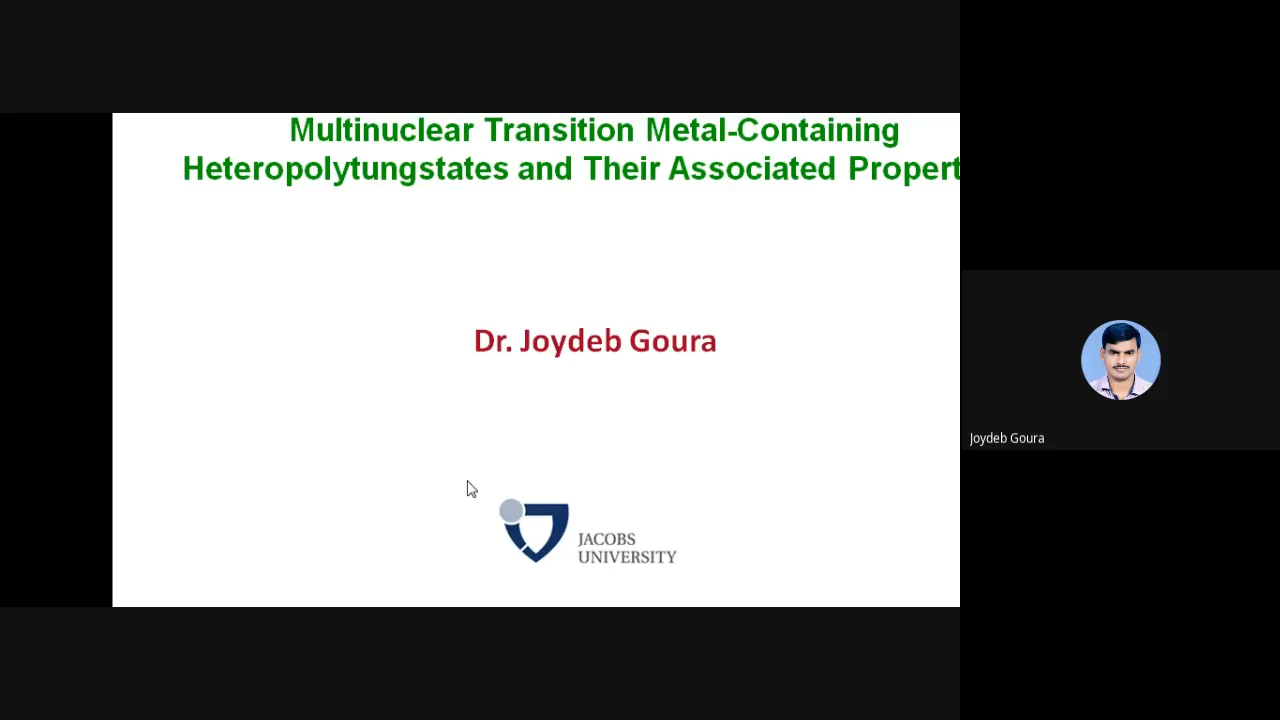 Multinuclear Transition Metal-Containing
Heteropolytungstates and Their Associated Propert
Dr. Joydeb Goura
Joydeb Goura
JACOBS
UNIVERSITY